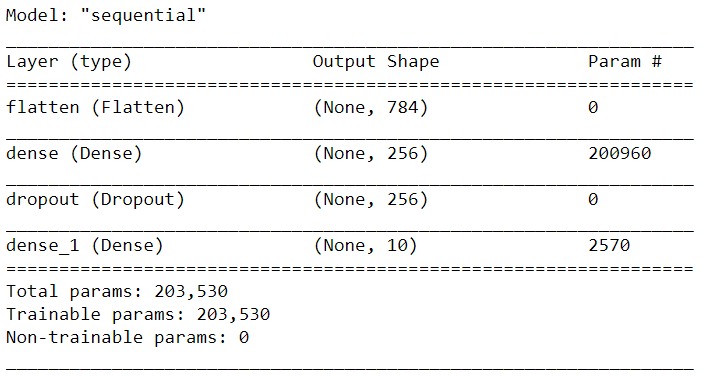 Model: "sequential"
_________________________________________________________________
Layer (type)                 Output Shape              Param #
=================================================================
flatten (Flatten)            (None, 784)               0
_________________________________________________________________
dense (Dense)                (None, 256)               200960
_________________________________________________________________
dropout (Dropout)            (None, 256)               0
_________________________________________________________________
dense_1 (Dense)              (None, 10)                2570
=================================================================
Total params: 203,530
Trainable params: 203,530
Non-trainable params: 0
_________________________________________________________________